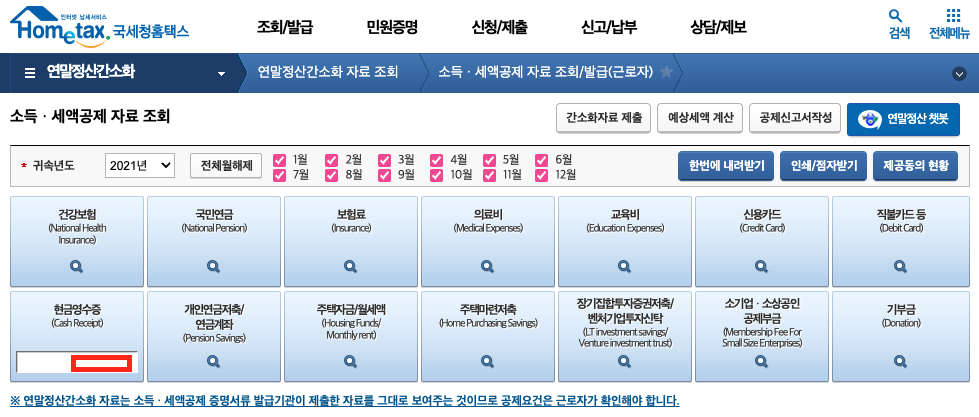 인터넷 납세서비스
Hometax. 국세청홈택스
조회/발급 민원증명 신청/제출 신고/납부 상담/제보
검색 전체메뉴
연말정산간소화 연말정산간소화 자료 조회 소득 · 세액공제 자료 조회/발급(근로자)
소득 · 세액공제 자료 조회
간소화자료 제출 예상세액 계산 공제신고서작성 연말정산 챗봇
* 귀속년도 2021년 전체월해제
1월 2월 3월 4월 5월 6월
7월 8월 9월 10월 11월 12월
한번에 내려받기 인쇄/점자받기 제공동의 현황
건강보험
(National Health
Insurance)
국민연금
(National Pension)
보험료
(Insurance)
의료비
(Medical Expenses)
교육비
(Education Expenses)
신용카드
(Credit Card)
직불카드 등
(Debit Card)
현금영수증
(Cash Receipt)
개인연금저축/
연금계좌
(Pension Savings)
주택자금/월세액
(Housing Funds/
Monthly rent)
주택마련저축
(Home Purchasing Savings)
장기집합투자증권저축/
벤처기업투자신탁
(LT investment savings/
Venture investment trust)
소기업 · 소상공인
공제부금
(Membership Fee For
Small Size Enterprises)
기부금
(Donation)
※ 연말정산간소화 자료는 소득 · 세액공제 증명서류 발급기관이 제출한 자료를 그대로 보여주는 것이므로 공제요건은 근로자가 확인해야 합니다.